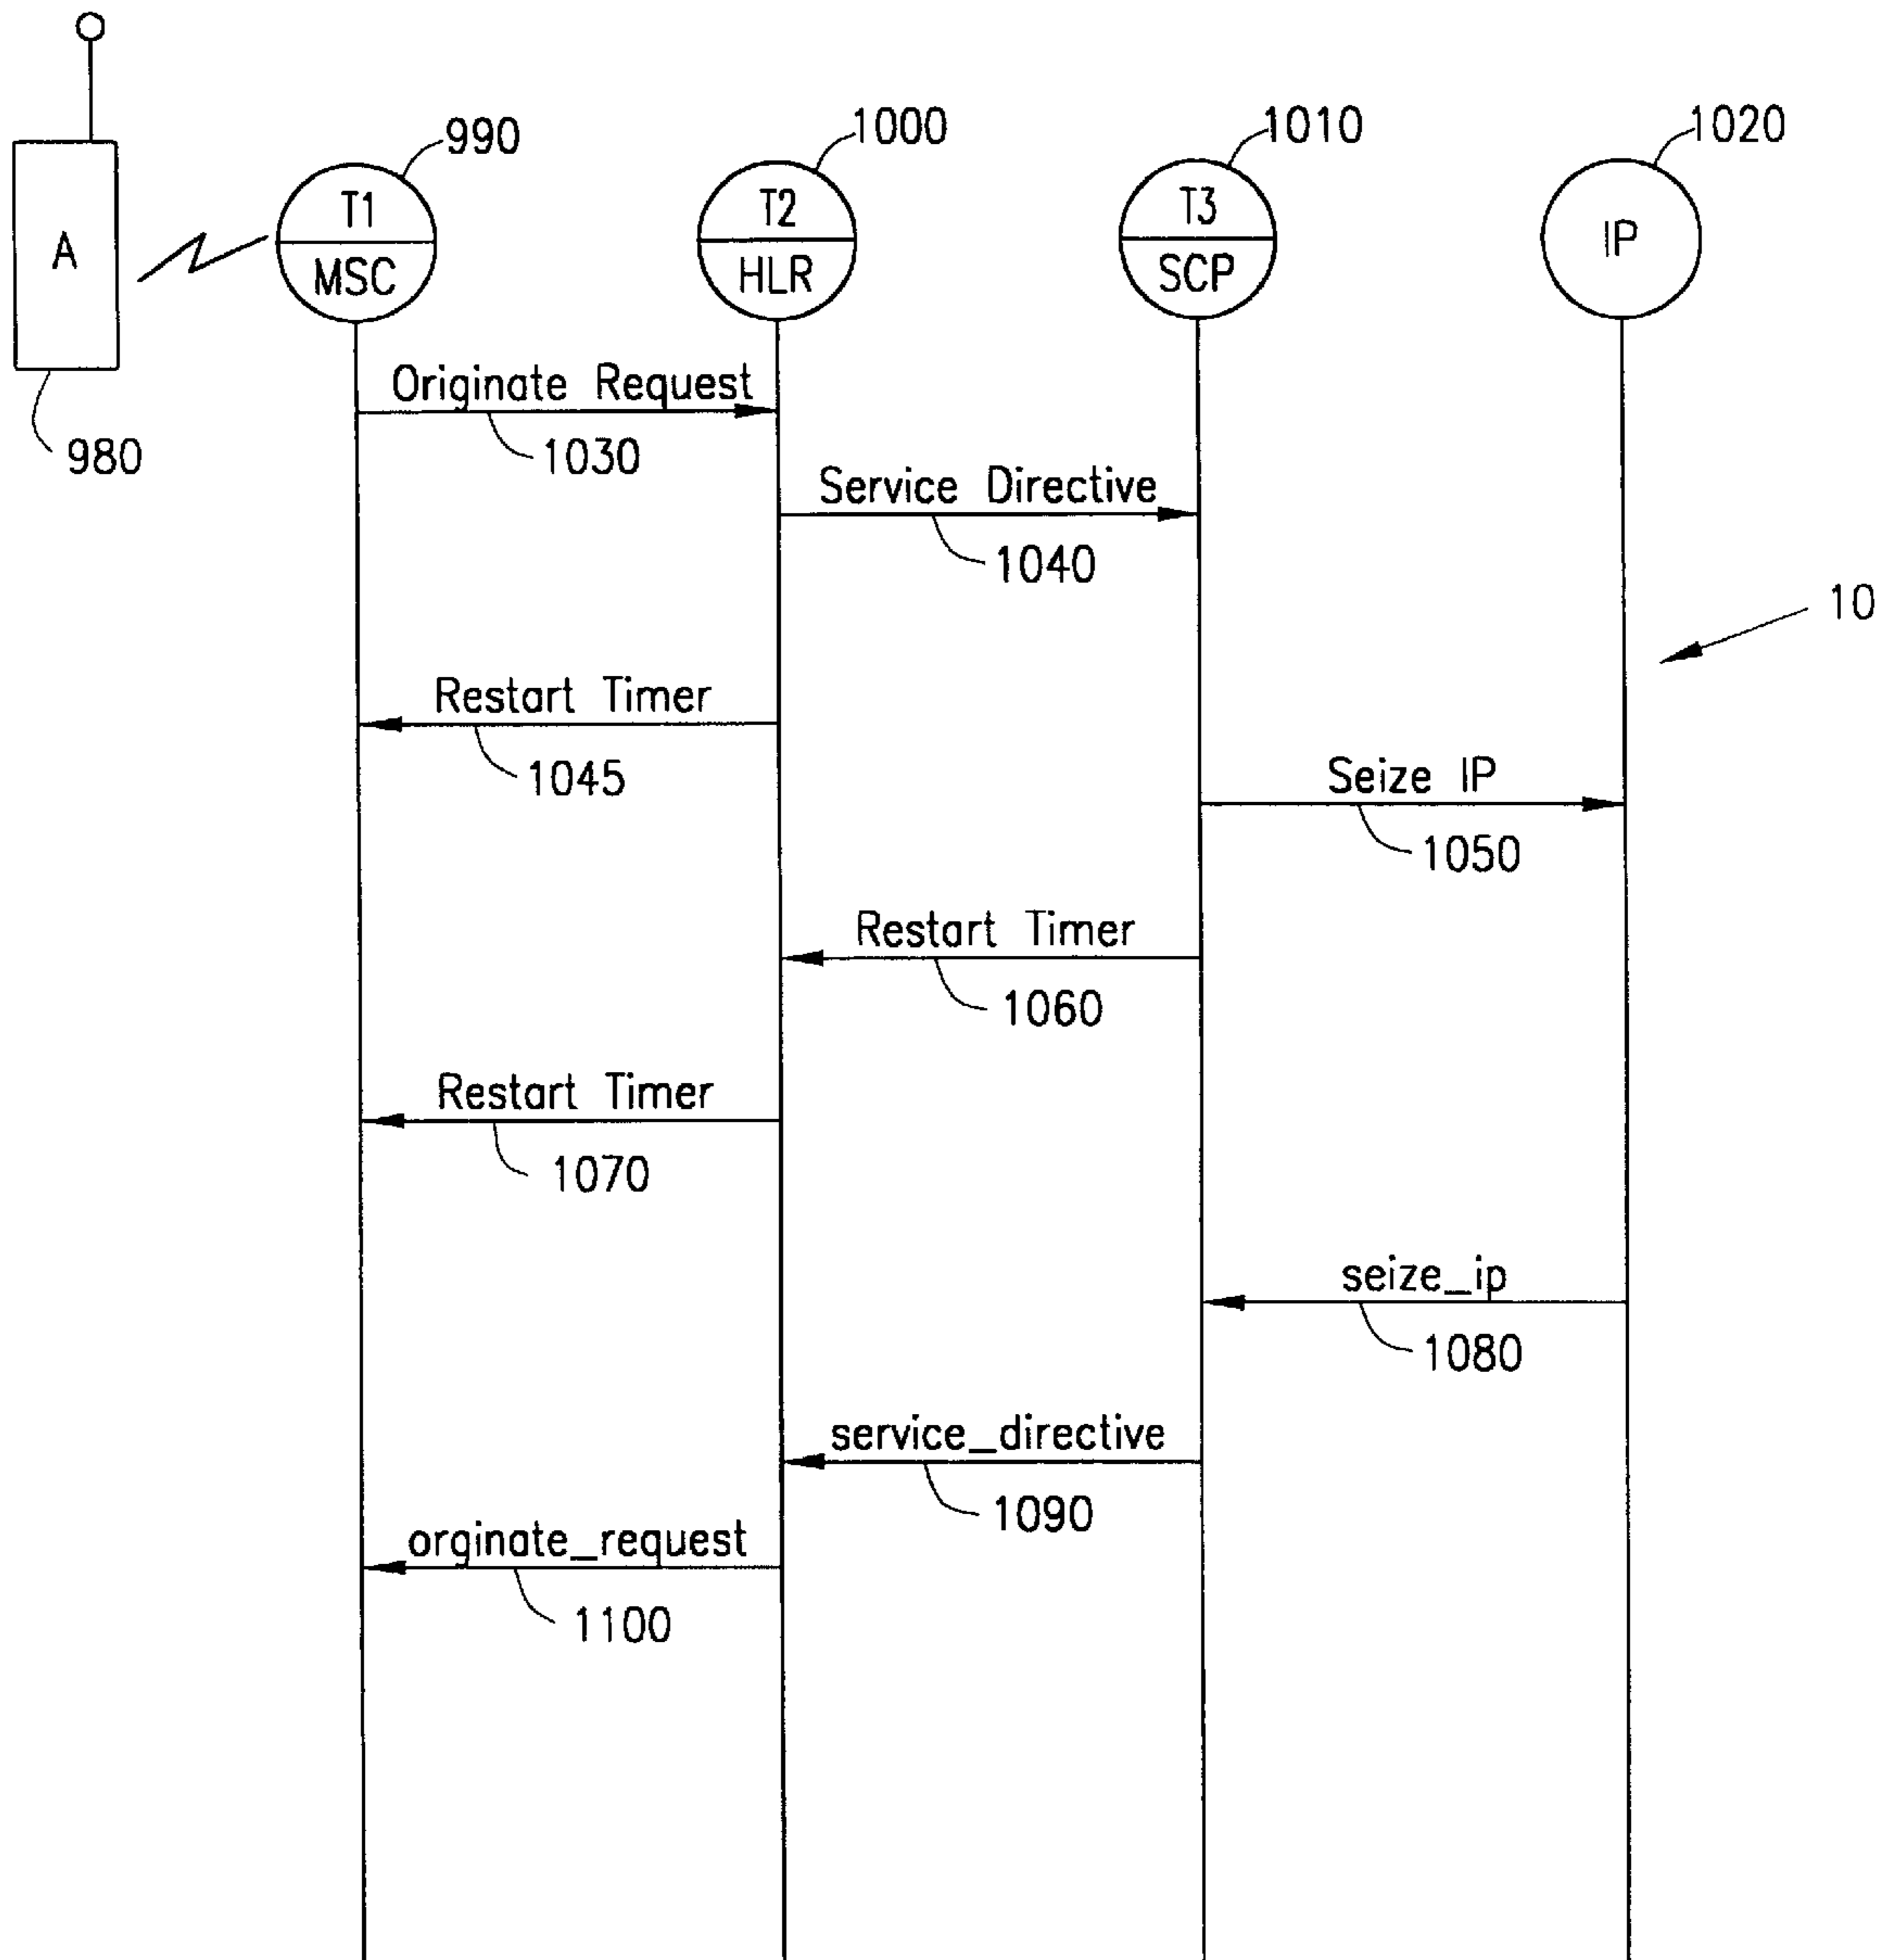 990
1000
1010
1020
A
T1
MSC
T2
HLR
T3
SCP
IP
980
Originate Request
1030
Service Directive
1040
10
Restart Timer
1045
Seize IP
1050
Restart Timer
1060
Restart Timer
1070
seize_ip
1080
service_directive
1090
orginate_request
1100